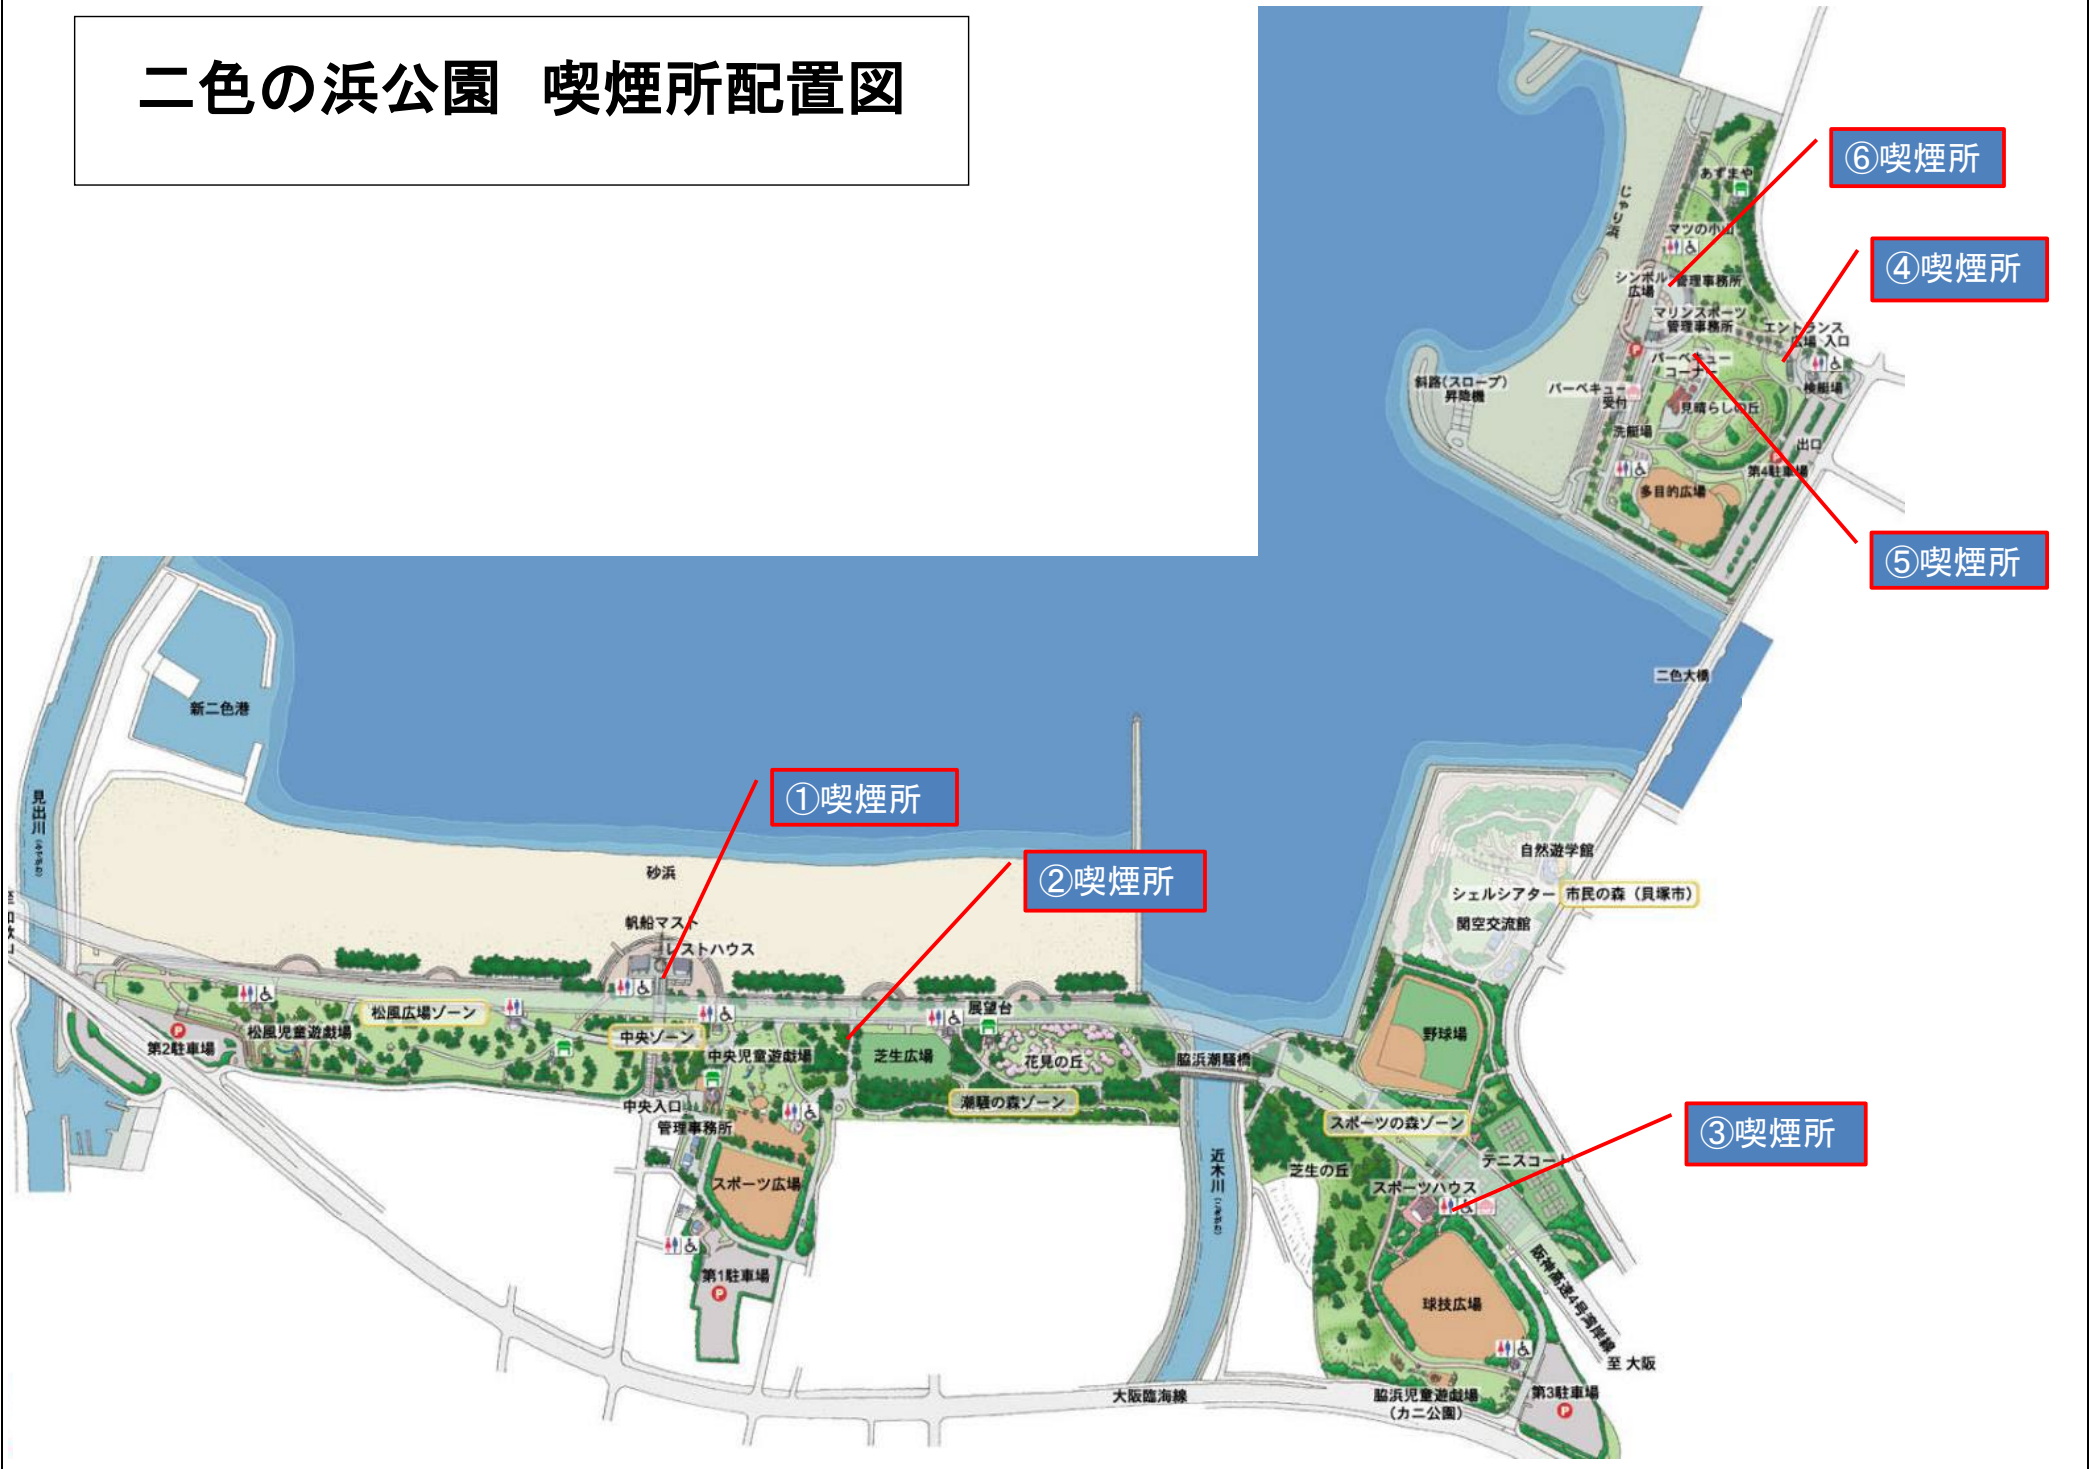 二色の浜公園 喫煙所配置図
⑥喫煙所
あずまや
じゃり浜
マツの小山
④喫煙所
シンボル
広場
管理事務所
マリンスポーツ
管理事務所
エントランス
広場 入口
バーベキュー
コーナー
斜路(スロープ)
昇降機
バーベキュー
受付
検艇場
見晴らしの丘
洗艇場
出口
第4駐車場
多目的広場
⑤喫煙所
二色大橋
新二色港
①喫煙所
見出川
自然遊学館
砂浜
②喫煙所
シェルシアター
市民の森(貝塚市)
帆船マスト
関空交流館
レストハウス
松風広場ゾーン
展望台
松風児童遊戯場
第2駐車場
中央ゾーン
中央児童遊戯場
芝生広場
花見の丘
脇浜潮騒橋
野球場
潮騒の森ゾーン
中央入口
管理事務所
スポーツの森ゾーン
③喫煙所
近木川
芝生の丘
テニスコート
スポーツ広場
スポーツハウス
第1駐車場
阪神高速4号湾岸線
球技広場
至 大阪
大阪臨海線
脇浜児童遊戯場
(カニ公園)
第3駐車場